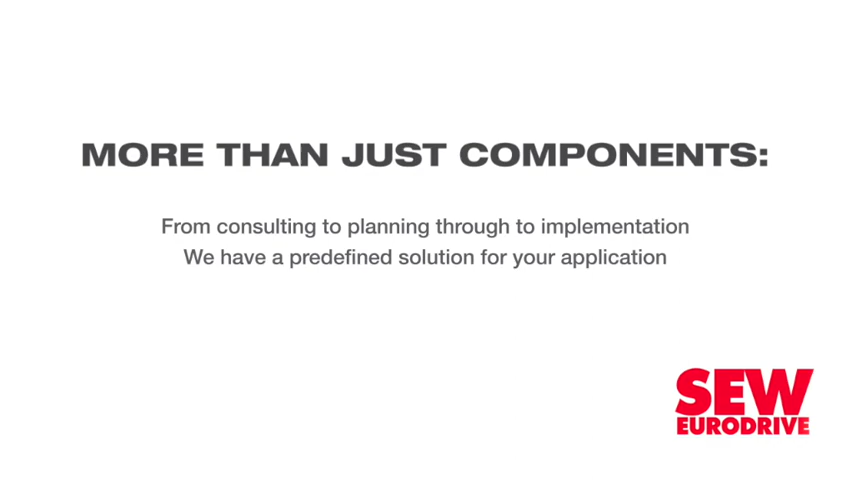 MORE THAN JUST COMPONENTS:
From consulting to planning through to implementation
We have a predefined solution for your application
SEW
EURODRIVE